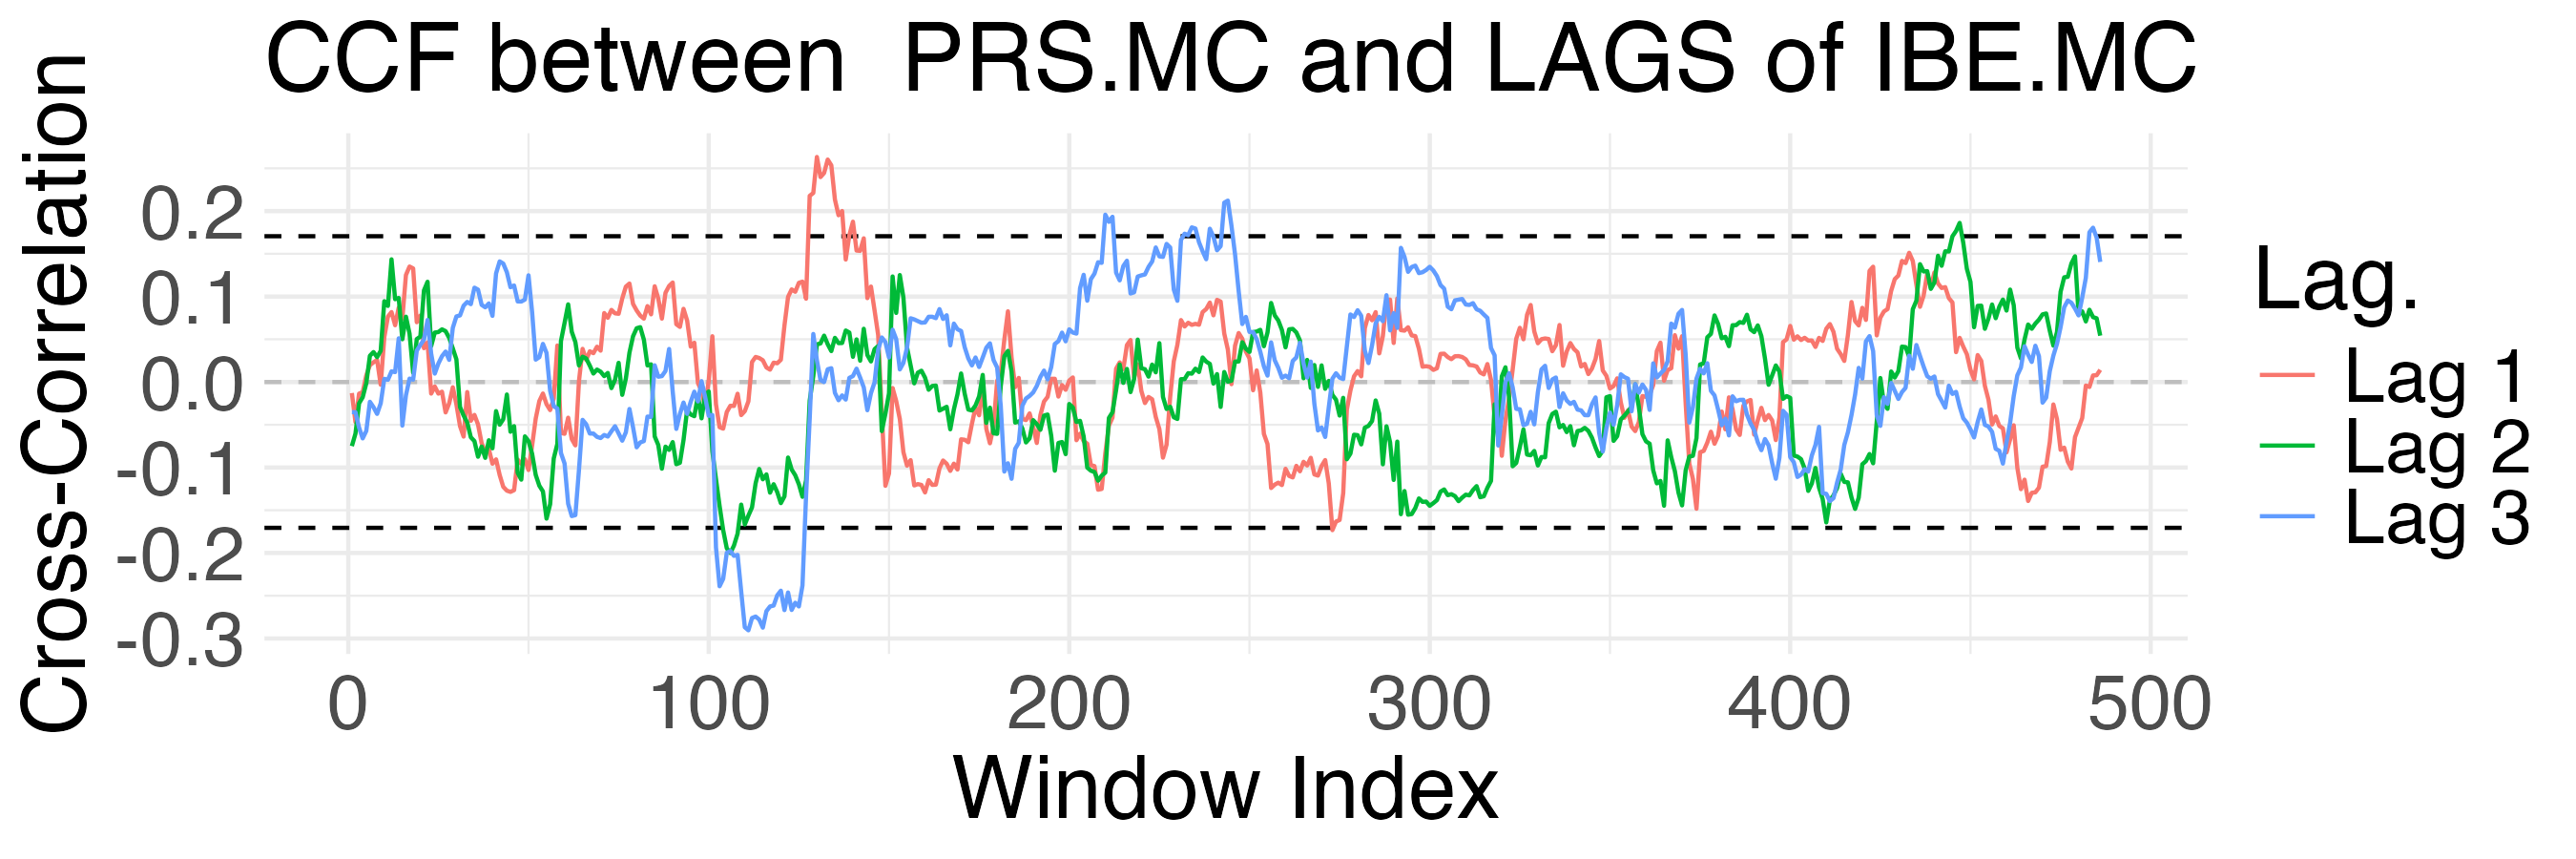 CCF between  PRS.MC and LAGS of IBE.MC
Cross-Correlation
0.2
0.1
0.0
-0.1
-0.2
-0.3
0 100 200 300 400 500
Window Index
Lag.
Lag 1
Lag 2
Lag 3